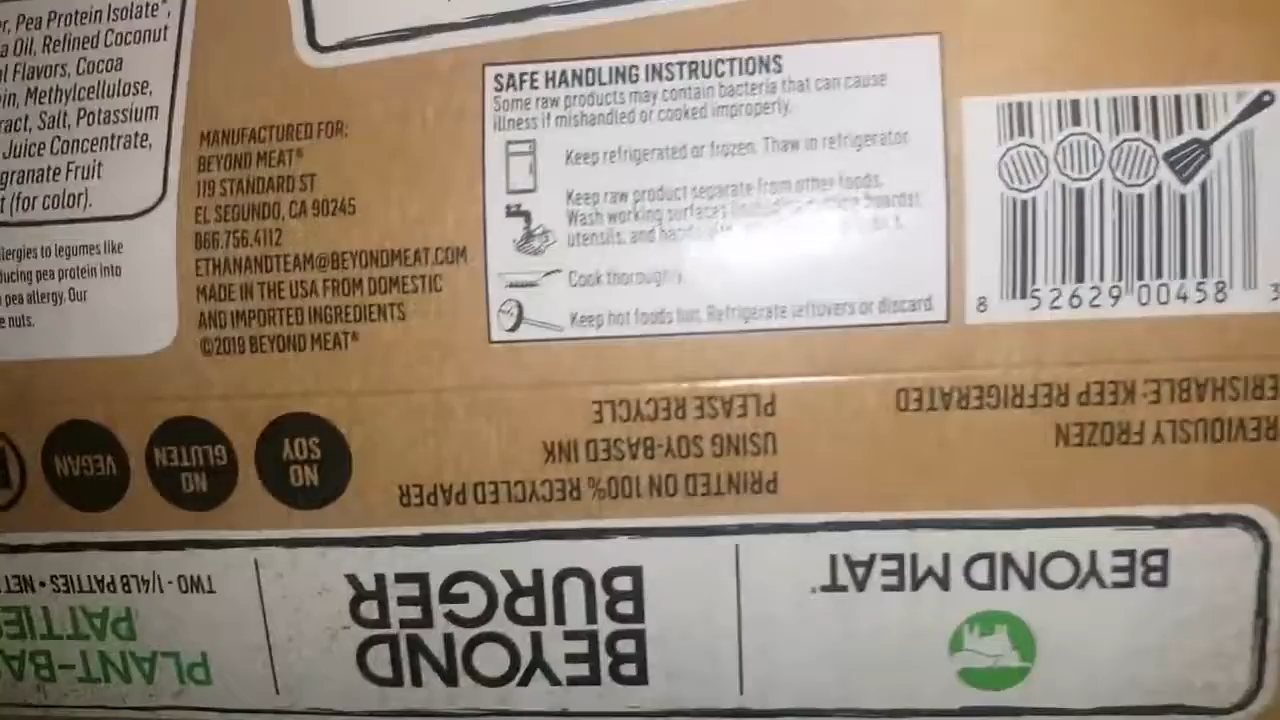 r, Pea Protein Isolate*,
a Oil, Refined Coconut
l Flavors, Cocoa
in, Methylcellulose,
ract, Salt, Potassium
Juice Concentrate,
granate Fruit
t (for color).
llergies to legumes like
ducing pea protein into
pea allergy. Our
e nuts.
MANUFACTURED FOR:
BEYOND MEAT®
119 STANDARD ST
EL SEGUNDO, CA 90245
866.756.4112
ETHANANDTEAM@BEYONDMEAT.COM
MADE IN THE USA FROM DOMESTIC
AND IMPORTED INGREDIENTS
©2019 BEYOND MEAT®
SAFE HANDLING INSTRUCTIONS
Some raw products may contain bacteria that can cause
illness if mishandled or cooked improperly.
Keep refrigerated or frozen. Thaw in refrigerator.
Keep raw product separate from other foods.
Wash working surfaces boards),
utensils, and
Cook thoroughly.
Keep hot foods hot. Refrigerate leftovers or discard.
8 52629 00458 3
ERISHABLE: KEEP REFRIGERATED
REVIOUSLY FROZEN
PRINTED ON 100% RECYCLED PAPER
USING SOY-BASED INK
PLEASE RECYCLE
NO
SOY
NO
GLUTEN
VEGAN
BEYOND MEAT®
BEYOND
BURGER
PLANT-BA
PATTIE
TWO - 1/4LB PATTIES • NET